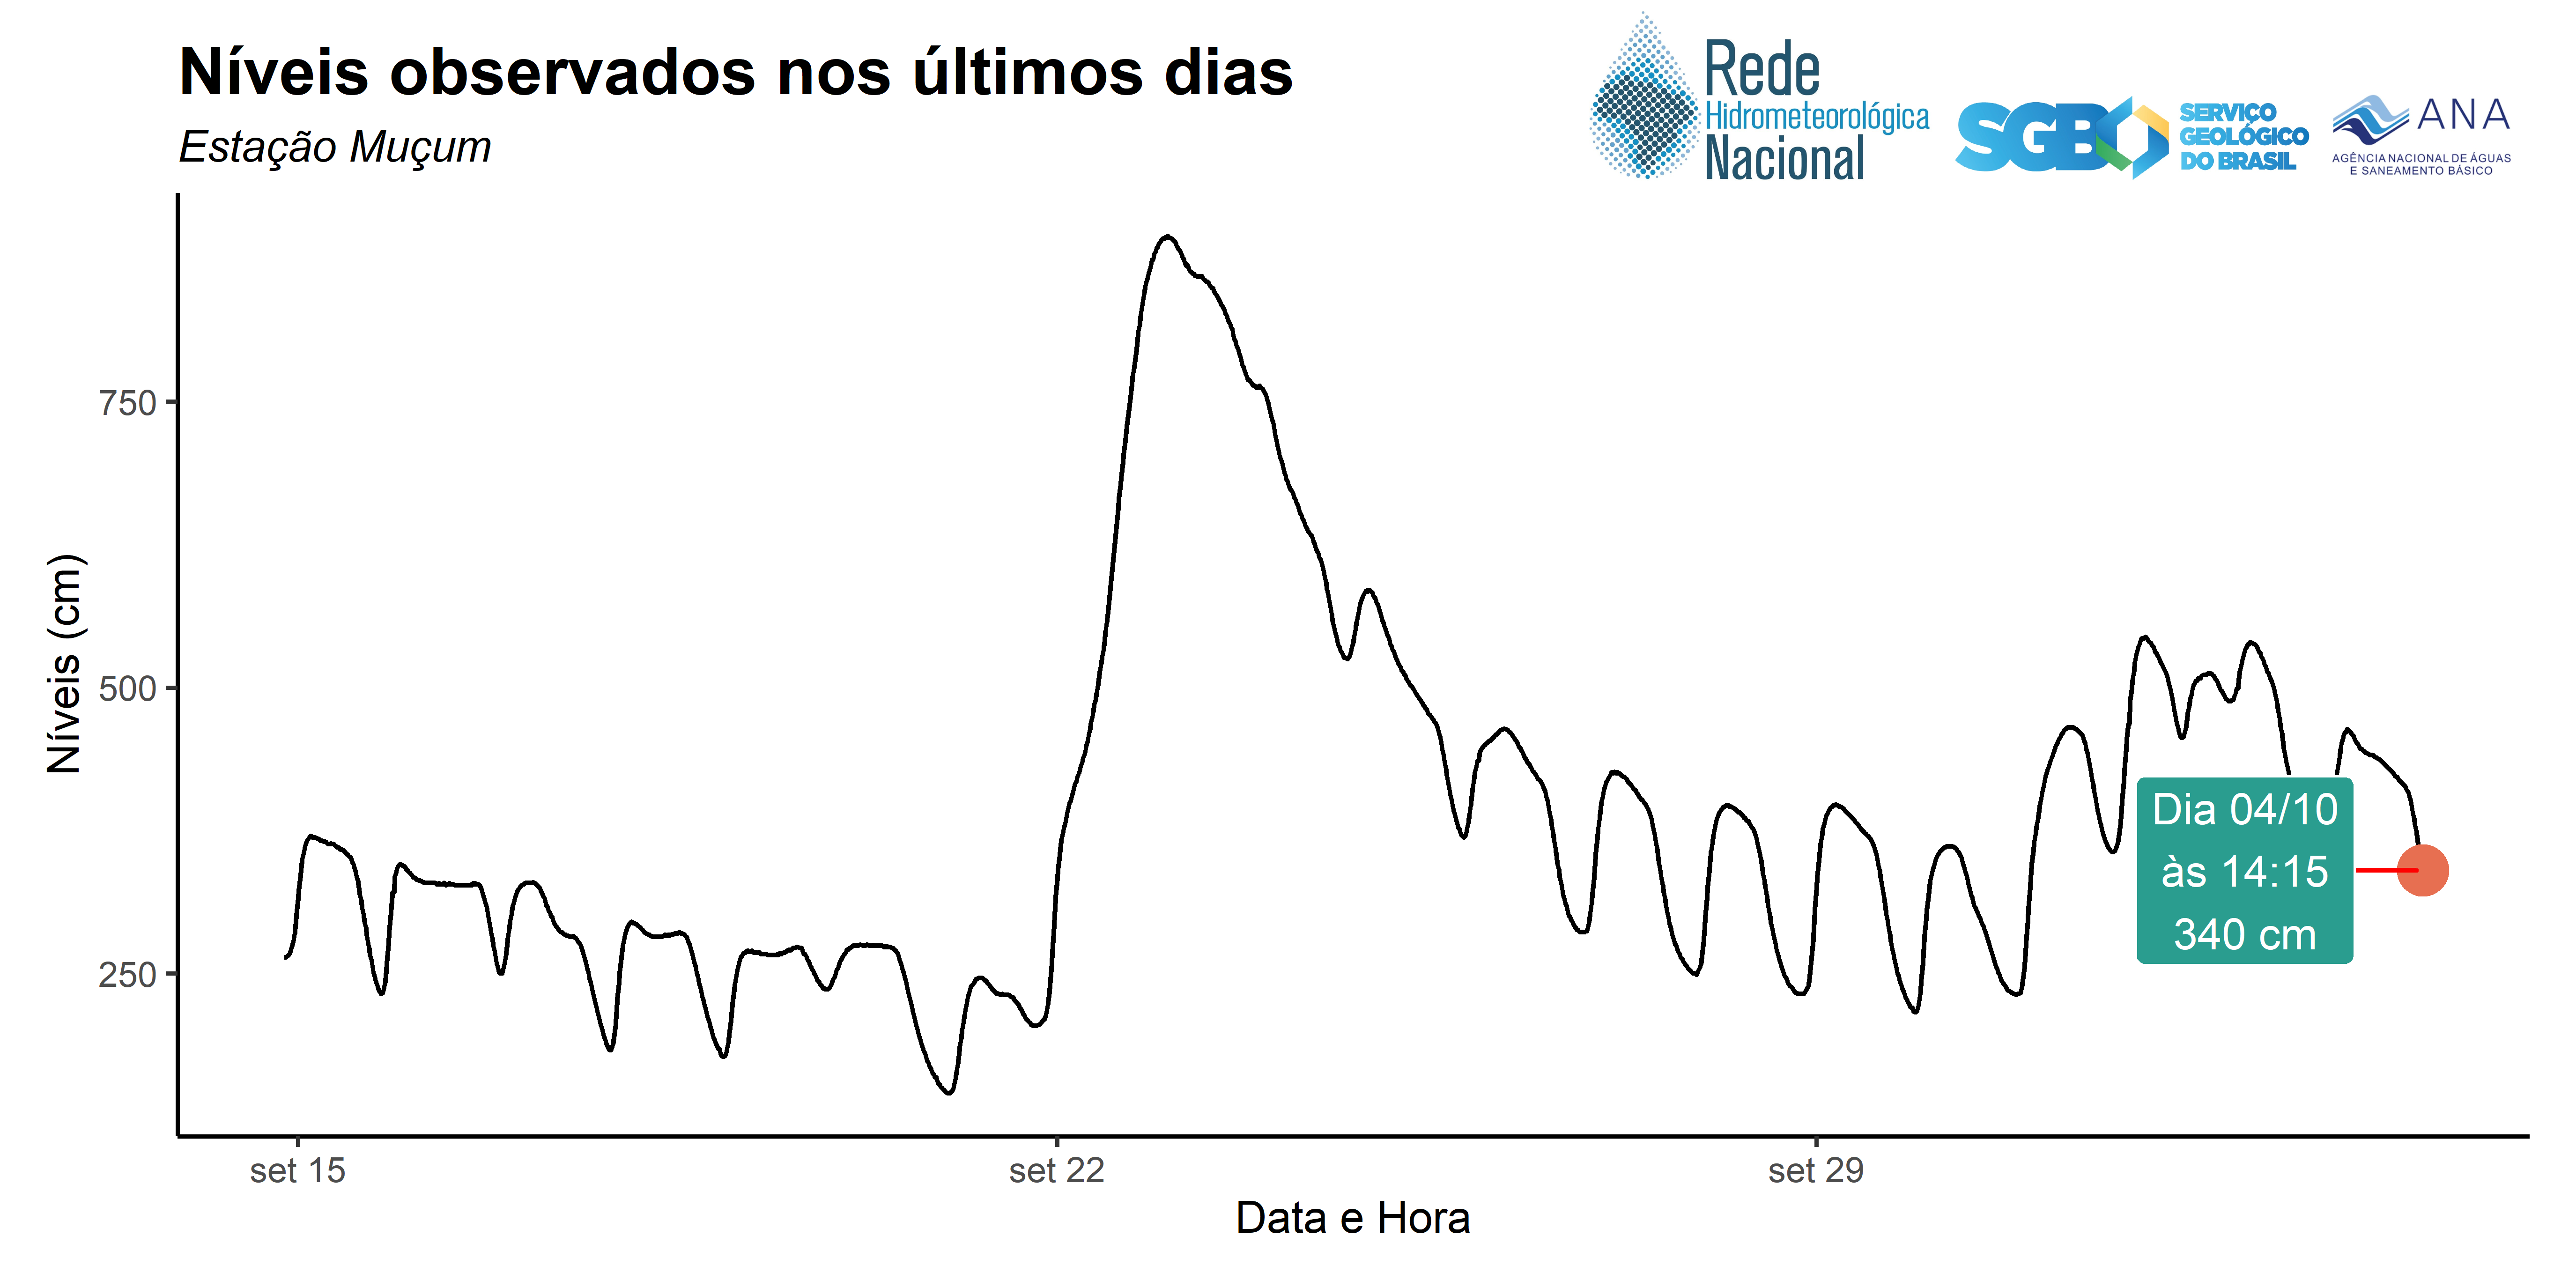 Níveis observados nos últimos dias
Estação Muçum
Rede
Hidrometeorológica
Nacional
SGB
SERVIÇO
GEOLÓGICO
DO BRASIL
ANA
AGÊNCIA NACIONAL DE ÁGUAS
E SANEAMENTO BÁSICO
Níveis (cm)
750
500
250
Dia 04/10
às 14:15
340 cm
set 15
set 22
set 29
Data e Hora